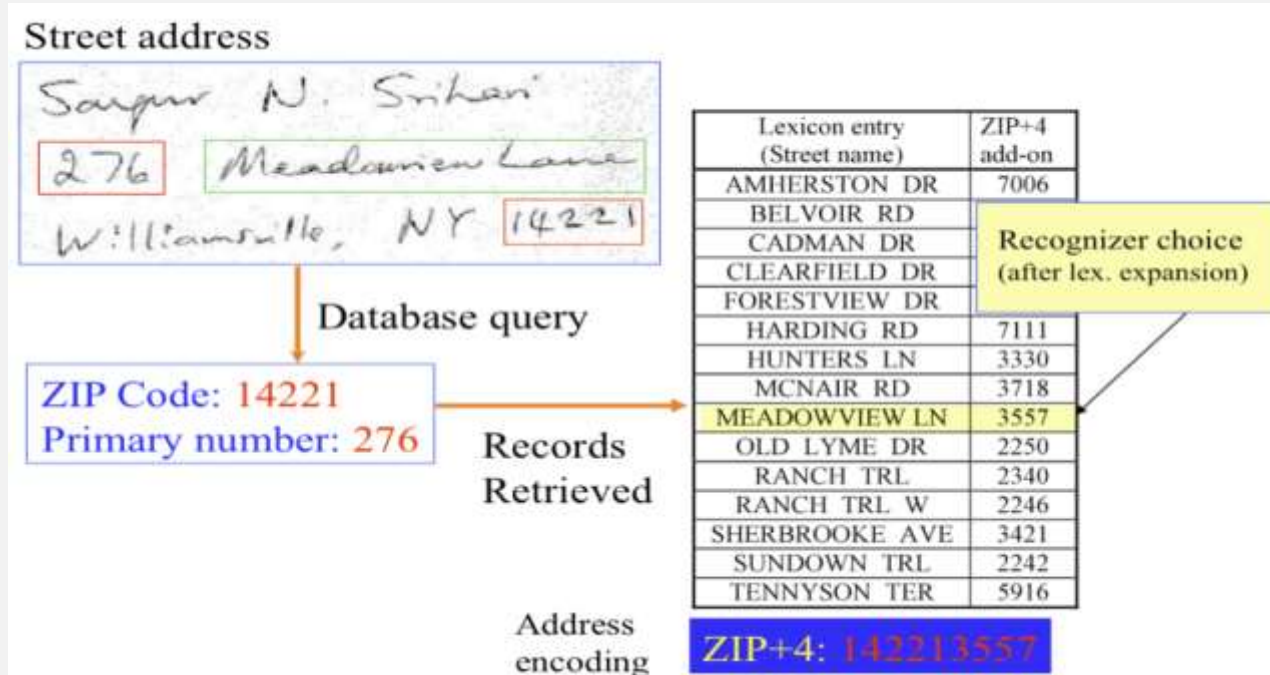 Street address
Sargur N. Srihari
276 Meadowview Lane
Williamsville, NY 14221
Database query
ZIP Code: 14221
Primary number: 276
Records
Retrieved
Lexicon entry
(Street name)
ZIP+4
add-on
AMHERSTON DR 7006
BELVOIR RD
CADMAN DR
CLEARFIELD DR
FORESTVIEW DR
HARDING RD 7111
HUNTERS LN 3330
MCNAIR RD 3718
MEADOWVIEW LN 3557
OLD LYME DR 2250
RANCH TRL 2340
RANCH TRL W 2246
SHERBROOKE AVE 3421
SUNDOWN TRL 2242
TENNYSON TER 5916
Recognizer choice
(after lex. expansion)
Address
encoding
ZIP+4: 142213557